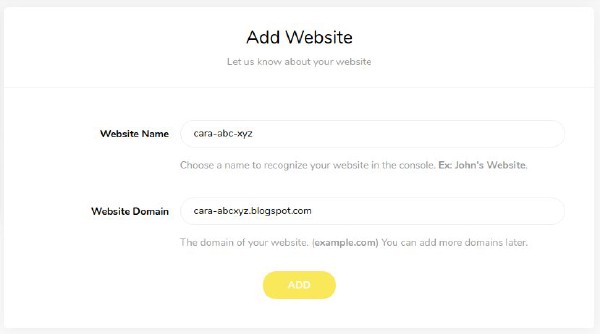 Add Website
Let us know about your website
Website Name
cara-abc-xyz
Choose a name to recognize your website in the console. Ex: John's Website.
Website Domain
cara-abcxyz.blogspot.com
The domain of your website. (example.com) You can add more domains later.
ADD